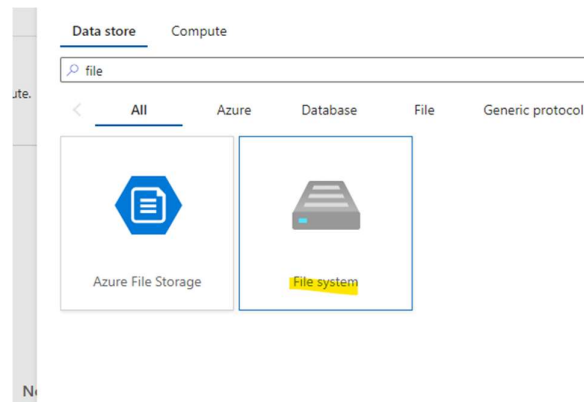 Data store Compute
file
ute.
All Azure Database File Generic protocol
Azure File Storage File system